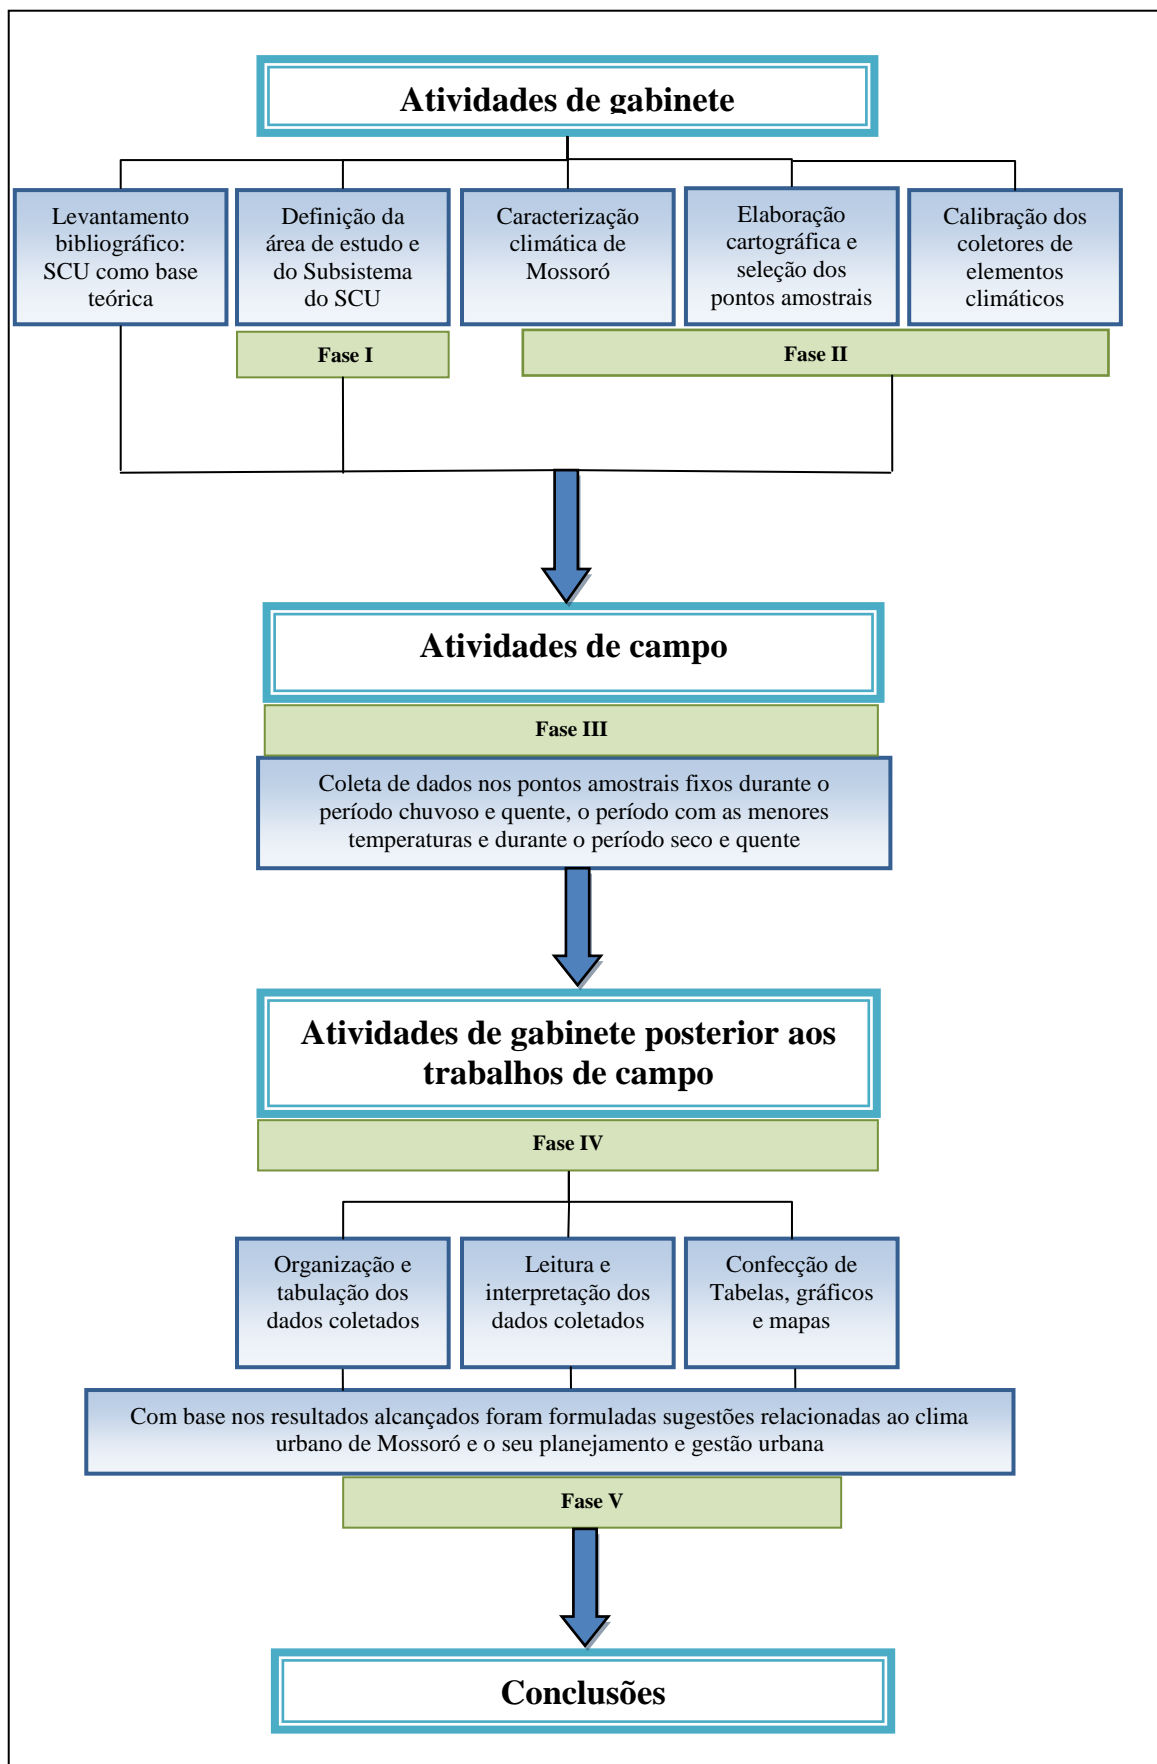 Atividades de gabinete
Levantamento
bibliográfico:
SCU como base
teórica
Definição da
área de estudo e
do Subsistema
do SCU
Caracterização
climática de
Mossoró
Elaboração
cartográfica e
seleção dos
pontos amostrais
Calibração dos
coletores de
elementos
climáticos
Fase I
Fase II
Atividades de campo
Fase III
Coleta de dados nos pontos amostrais fixos durante o
período chuvoso e quente, o período com as menores
temperaturas e durante o período seco e quente
Atividades de gabinete posterior aos
trabalhos de campo
Fase IV
Organização e
tabulação dos
dados coletados
Leitura e
interpretação dos
dados coletados
Confecção de
Tabelas, gráficos
e mapas
Com base nos resultados alcançados foram formuladas sugestões relacionadas ao clima
urbano de Mossoró e o seu planejamento e gestão urbana
Fase V
Conclusões